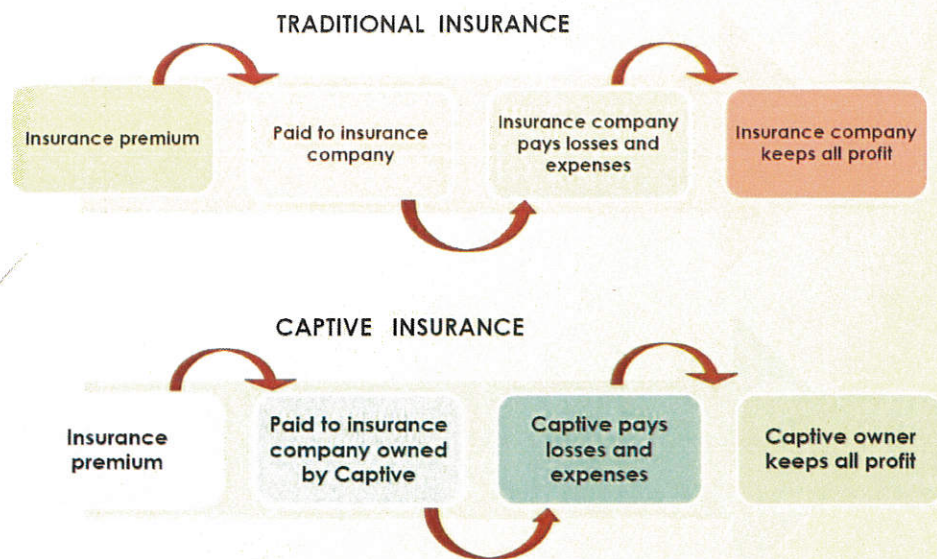 TRADITIONAL INSURANCE
Insurance premium
Paid to insurance
company
Insurance company
pays losses and
expenses
Insurance company
keeps all profit
CAPTIVE INSURANCE
Insurance
premium
Paid to insurance
company owned
by Captive
Captive pays
losses and
expenses
Captive owner
keeps all profit